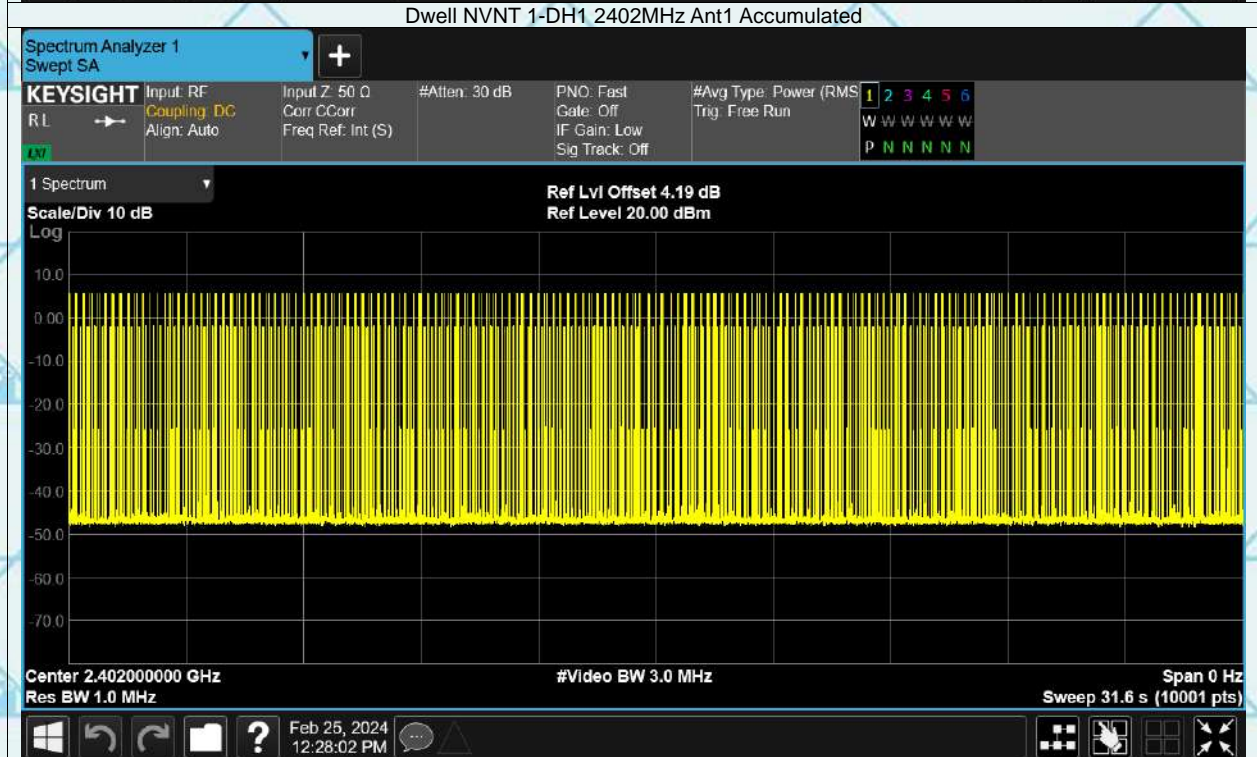 Dwell NVNT 1-DH1 2402MHz Ant1 Accumulated
Spectrum Analyzer 1
Swept SA
+
KEYSIGHT
RL
LXI
Input: RF
Coupling: DC
Align: Auto
Input Z: 50 Ω
Corr CCorr
Freq Ref: Int (S)
#Atten: 30 dB
PNO: Fast
Gate: Off
IF Gain: Low
Sig Track: Off
#Avg Type: Power (RMS
Trig: Free Run
1 2 3 4 5 6
W W W W W W
P N N N N N
1 Spectrum
Scale/Div 10 dB
Ref Lvl Offset 4.19 dB
Ref Level 20.00 dBm
Log
10.0
0.00
-10.0
-20.0
-30.0
-40.0
-50.0
-60.0
-70.0
Center 2.402000000 GHz
Res BW 1.0 MHz
#Video BW 3.0 MHz
Span 0 Hz
Sweep 31.6 s (10001 pts)
?
Feb 25, 2024
12:28:02 PM